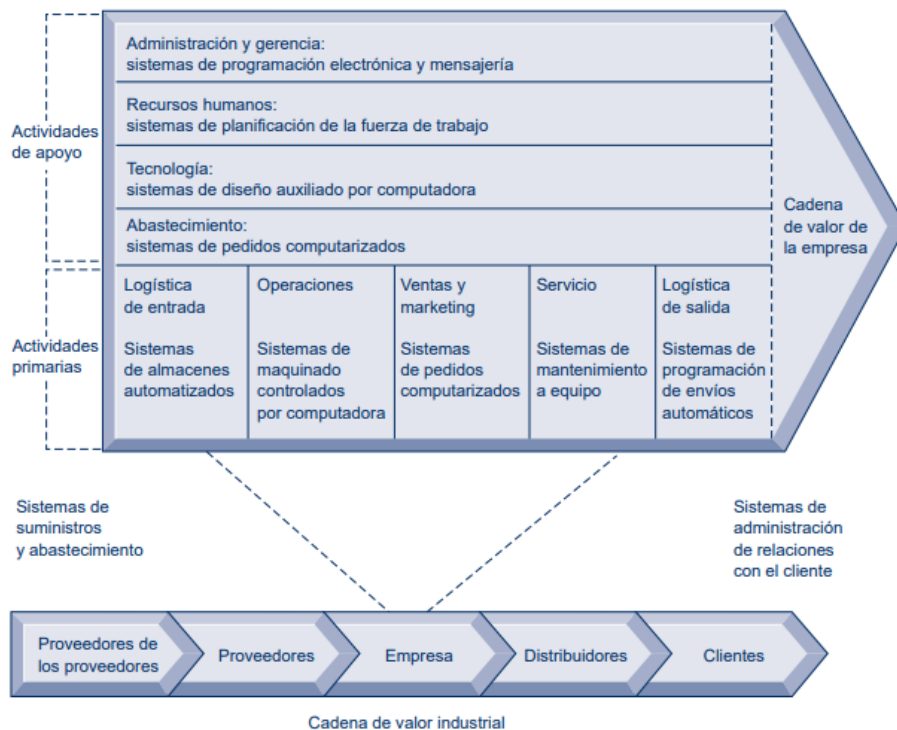 Administración y gerencia:
sistemas de programación electrónica y mensajería
Recursos humanos:
sistemas de planificación de la fuerza de trabajo
Actividades
de apoyo
Tecnología:
sistemas de diseño auxiliado por computadora
Abastecimiento:
sistemas de pedidos computarizados
Cadena
de valor de
la empresa
Actividades
primarias
Logística
de entrada
Sistemas
de almacenes
automatizados
Operaciones
Sistemas de
maquinado
controlados
por computadora
Ventas y
marketing
Sistemas
de pedidos
computarizados
Servicio
Sistemas de
mantenimiento
a equipo
Logística
de salida
Sistemas de
programación
de envíos
automáticos
Sistemas de
suministros
y abastecimiento
Sistemas de
administración
de relaciones
con el cliente
Proveedores de
los proveedores
Proveedores
Empresa
Distribuidores
Clientes
Cadena de valor industrial